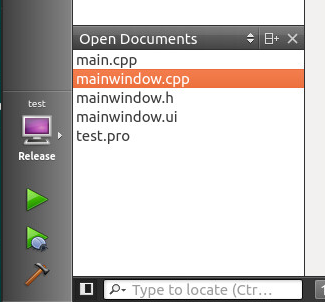 Open Documents
main.cpp
mainwindow.cpp
mainwindow.h
mainwindow.ui
test.pro
test
Release
Type to locate (Ctr...